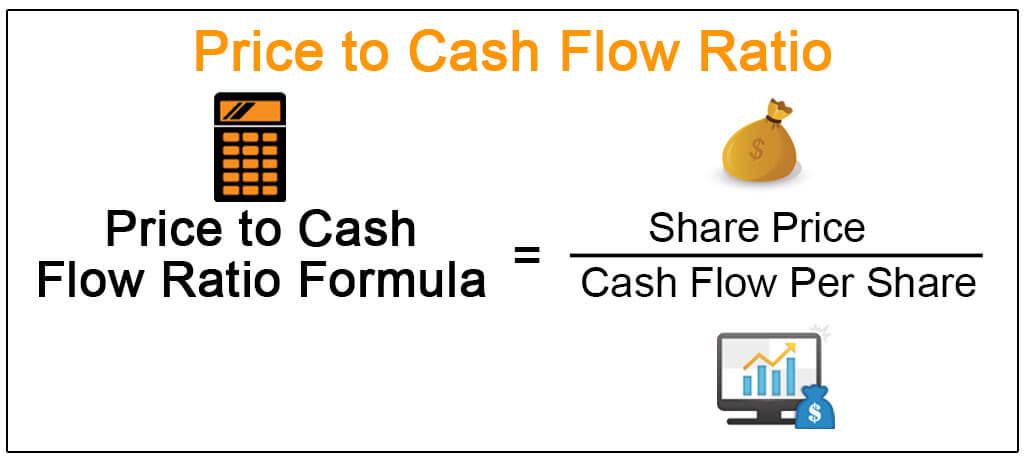 Price to Cash Flow Ratio
$
Price to Cash
Flow Ratio Formula
=
Share Price
Cash Flow Per Share
$